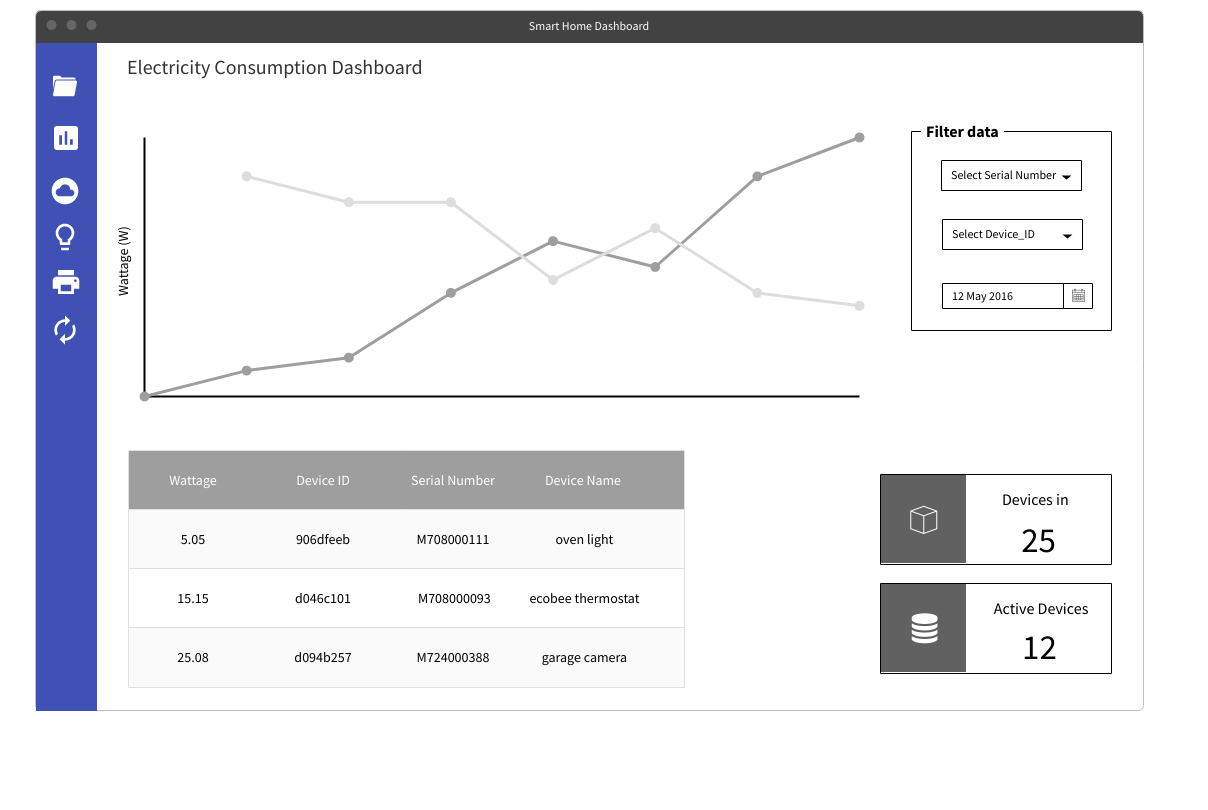 Smart Home Dashboard
Electricity Consumption Dashboard
Wattage (W)
Filter data
Select Serial Number
Select Device_ID
12 May 2016
Wattage Device ID Serial Number Device Name
5.05 906dfeeb M708000111 oven light
15.15 d046c101 M708000093 ecobee thermostat
25.08 d094b257 M724000388 garage camera
Devices in
25
Active Devices
12